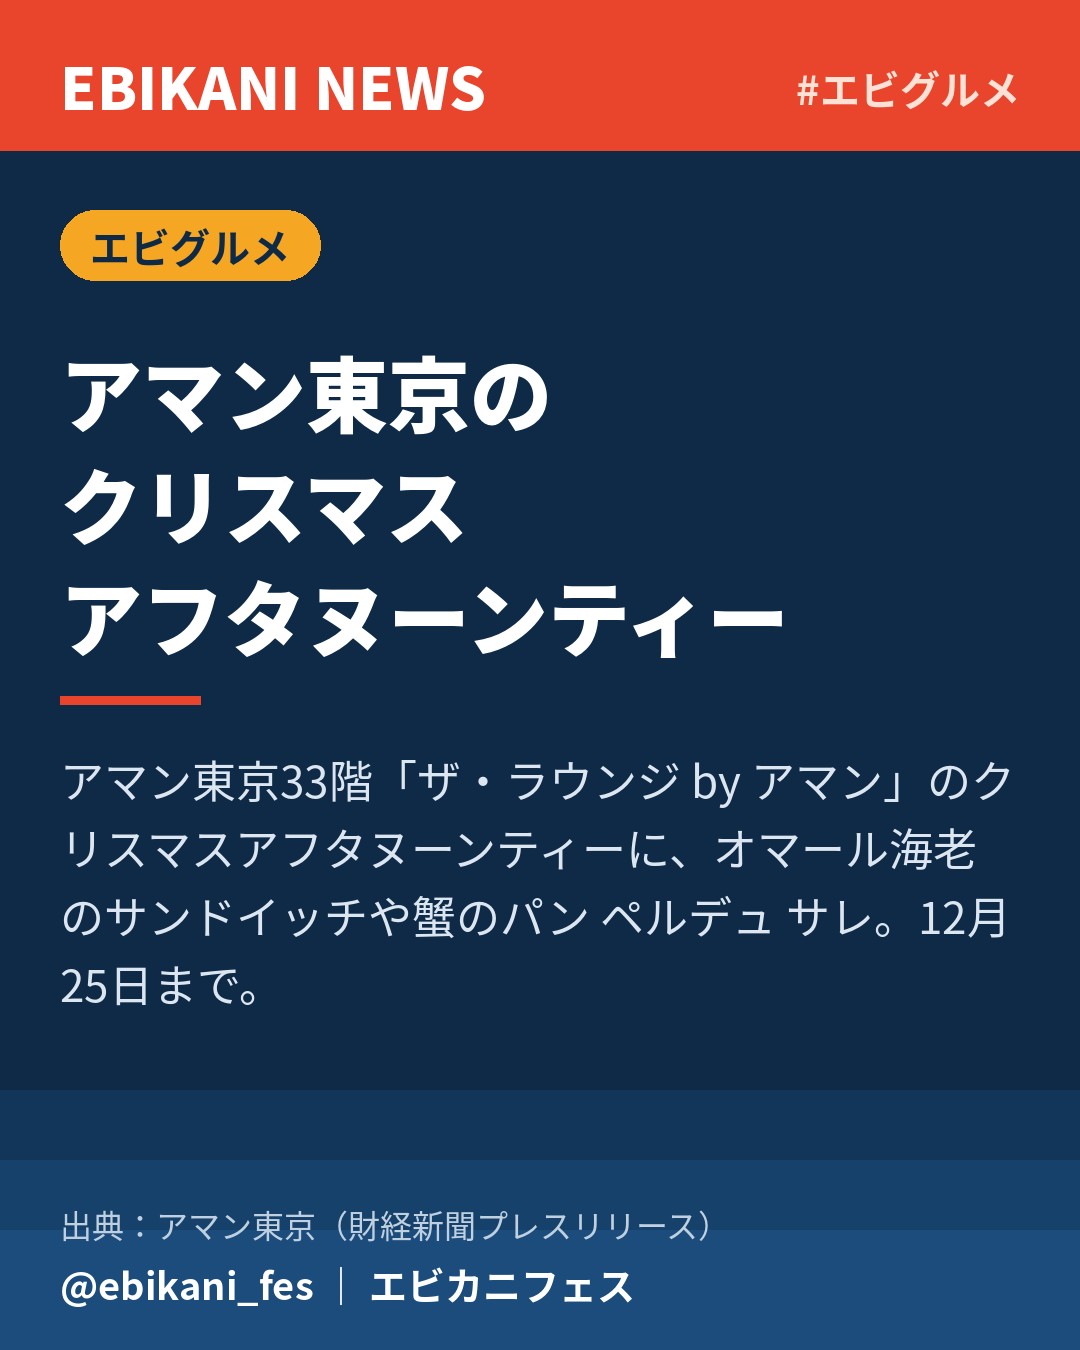 EBIKANI NEWS
#エビグルメ
エビグルメ
アマン東京の
クリスマス
アフタヌーンティー
アマン東京33階「ザ・ラウンジ by アマン」のク
リスマスアフタヌーンティーに、オマール海老
のサンドイッチや蟹のパン ペルデュ サレ。12月
25日まで。
出典：アマン東京（財経新聞プレスリリース）
@ebikani_fes ｜ エビカニフェス